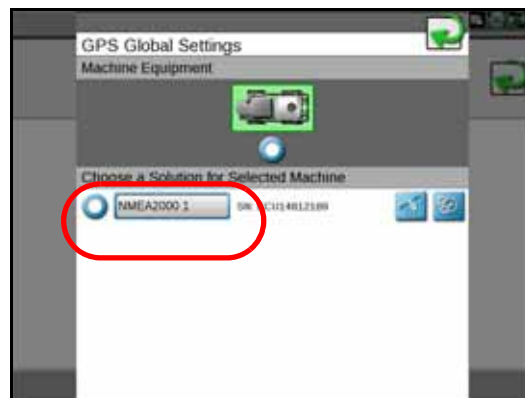 GPS Global Settings
Machine Equipment
Choose a Solution for Selected Machine
NMEA2000 1